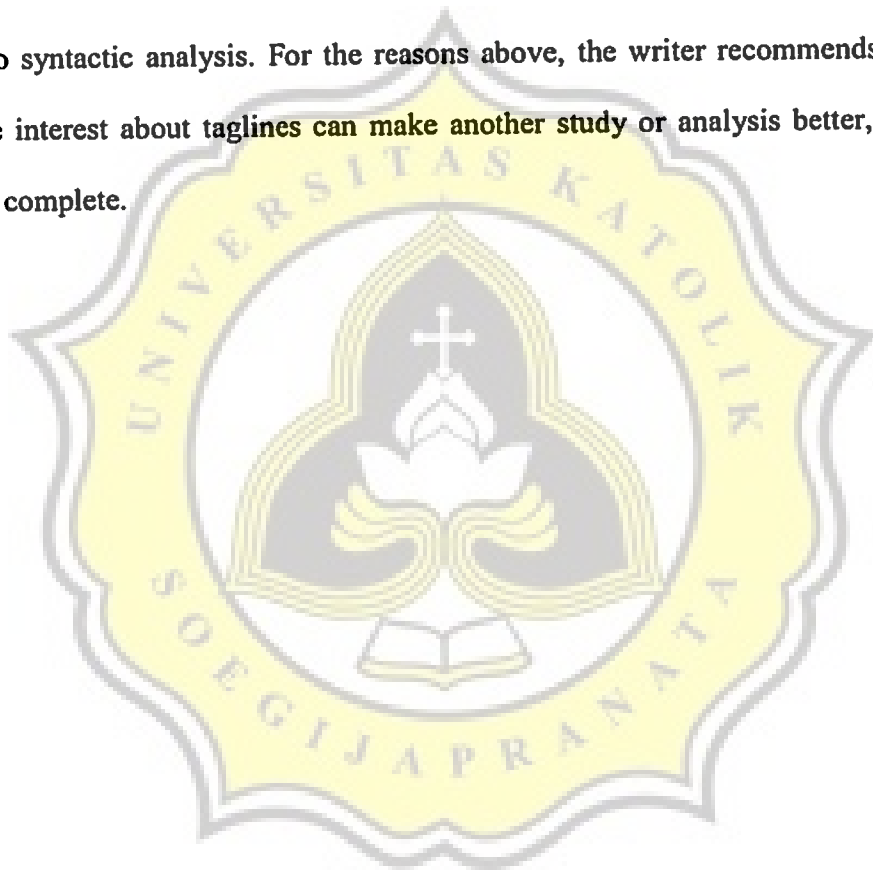 syntactic analysis. For the reasons above, the writer recommends
interest about taglines can make another study or analysis better,
complete.
UNIVERSITAS KATOLIK
SOEGIJAPRANATA